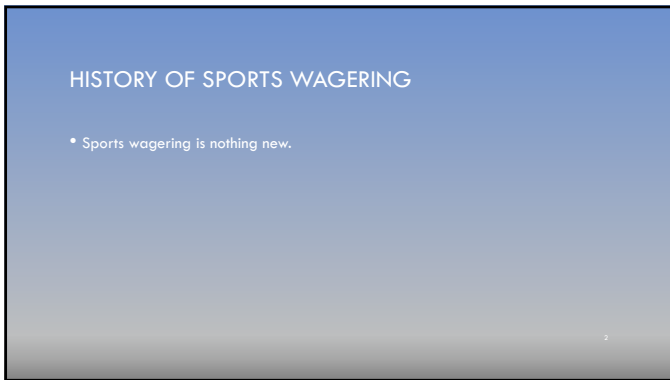 HISTORY OF SPORTS WAGERING
• Sports wagering is nothing new.
2